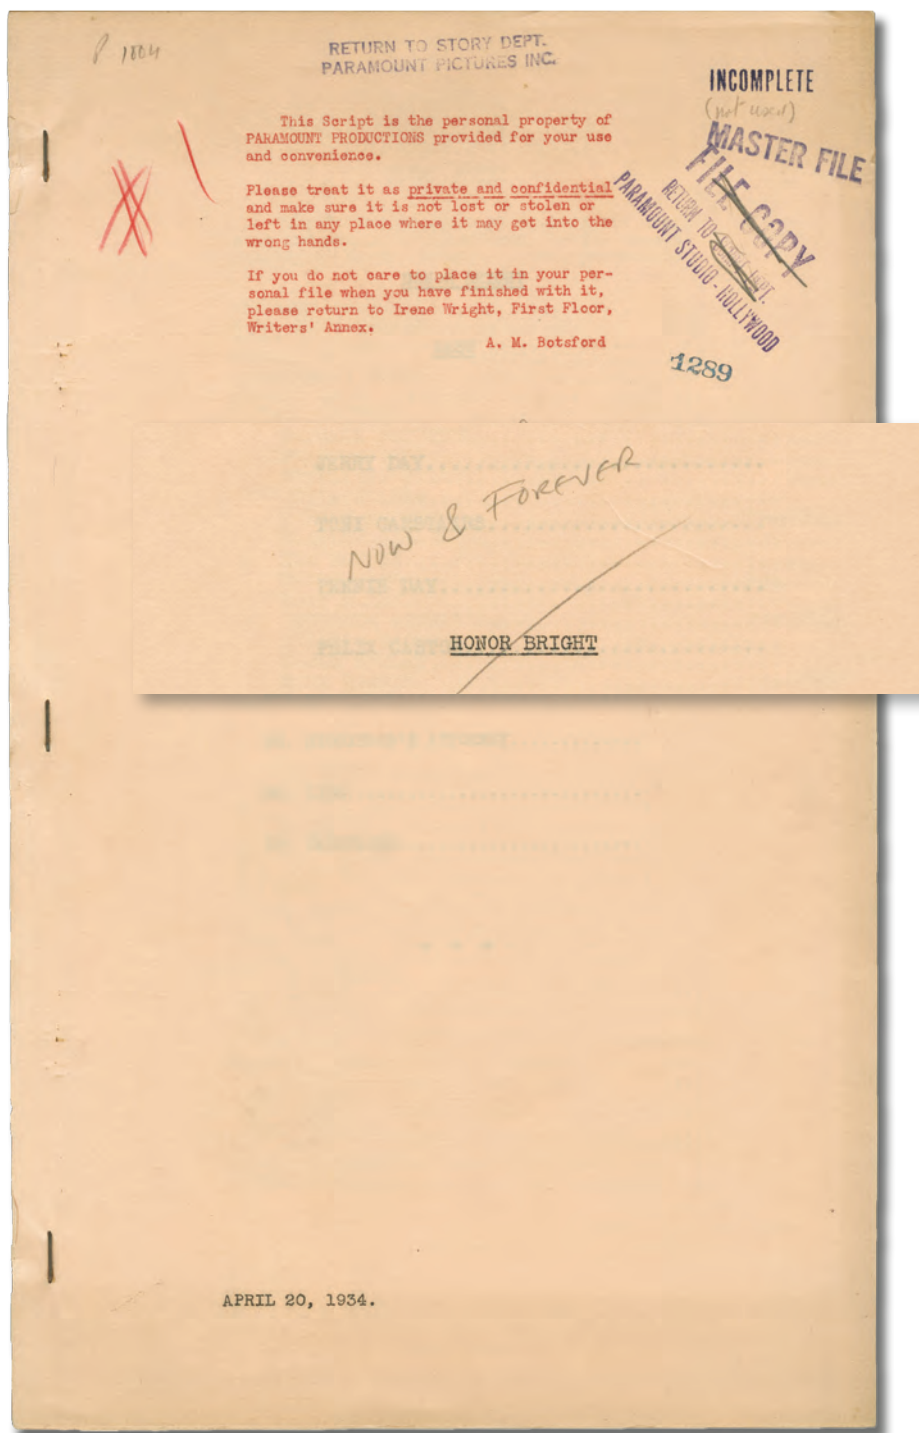 P 1804
RETURN TO STORY DEPT.
PARAMOUNT PICTURES INC.
INCOMPLETE
(not used)
MASTER FILE
FILE COPY
RETURN TO DEPT.
PARAMOUNT STUDIO - HOLLYWOOD
1289
This Script is the personal property of
PARAMOUNT PRODUCTIONS provided for your use
and convenience.
Please treat it as private and confidential
and make sure it is not lost or stolen or
left in any place where it may get into the
wrong hands.
If you do not care to place it in your per-
sonal file when you have finished with it,
please return to Irene Wright, First Floor,
Writers' Annex.
A. M. Botsford
NOW & FOREVER
HONOR BRIGHT
APRIL 20, 1934.